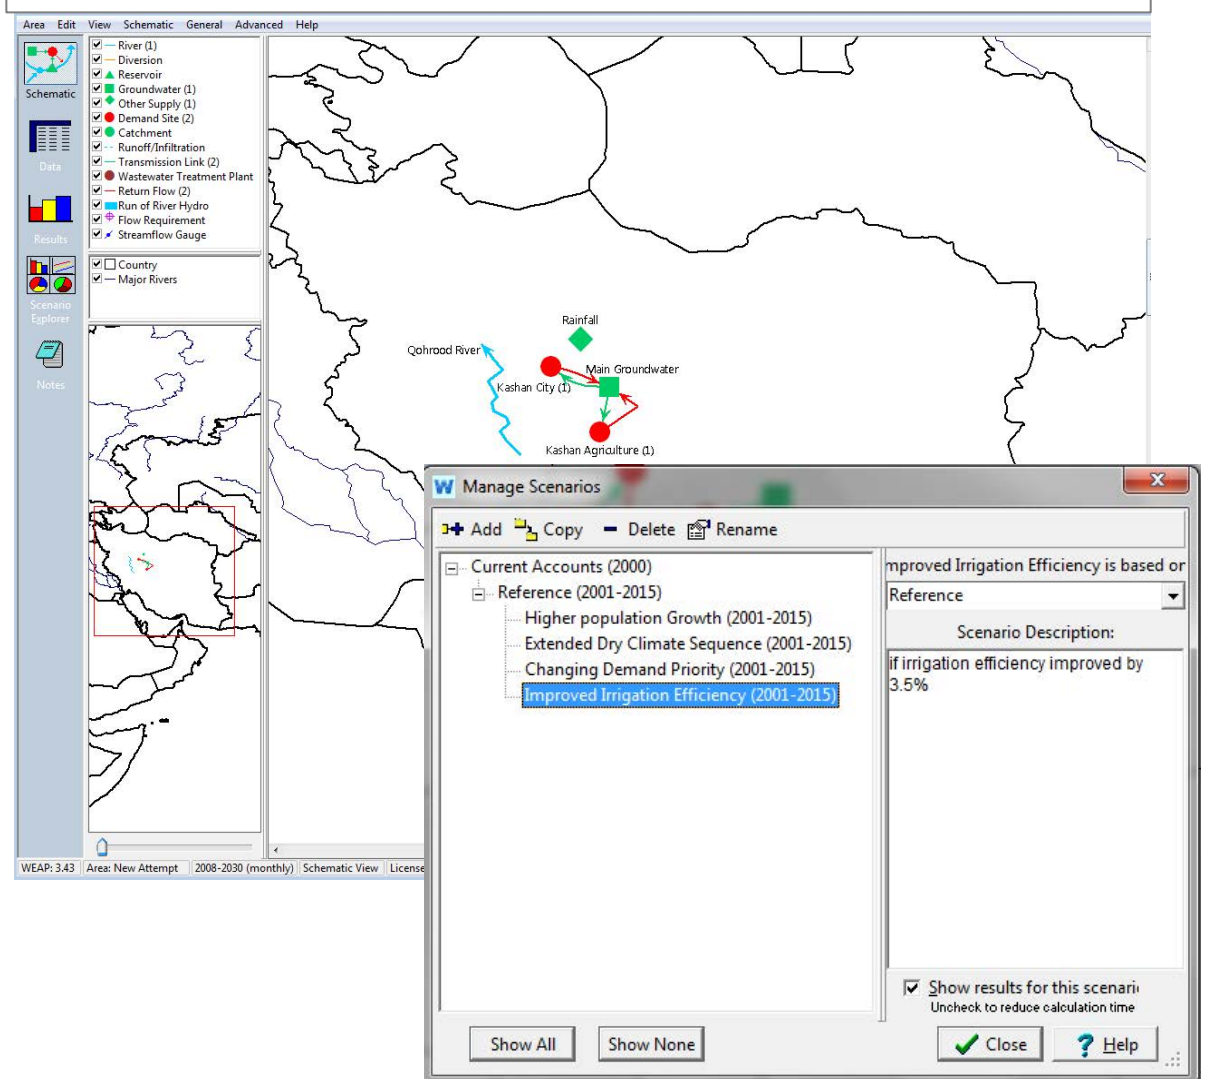 Area Edit View Schematic General Advanced Help
Schematic
Data
Results
Scenario
Explorer
Notes
River (1)
Diversion
Reservoir
Groundwater (1)
Other Supply (1)
Demand Site (2)
Catchment
Runoff/Infiltration
Transmission Link (2)
Wastewater Treatment Plant
Return Flow (2)
Run of River Hydro
Flow Requirement
Streamflow Gauge
Country
Major Rivers
Rainfall
Qohrood River
Main Groundwater
Kashan City (1)
Kashan Agriculture (1)
WEAP: 3.43 Area: New Attempt 2008-2030 (monthly) Schematic View License
Manage Scenarios
Add Copy Delete Rename
Current Accounts (2000)
Reference (2001-2015)
Higher population Growth (2001-2015)
Extended Dry Climate Sequence (2001-2015)
Changing Demand Priority (2001-2015)
Improved Irrigation Efficiency (2001-2015)
mproved Irrigation Efficiency is based or
Reference
Scenario Description:
if irrigation efficiency improved by
3.5%
Show results for this scenari
Uncheck to reduce calculation time
Show All Show None Close Help